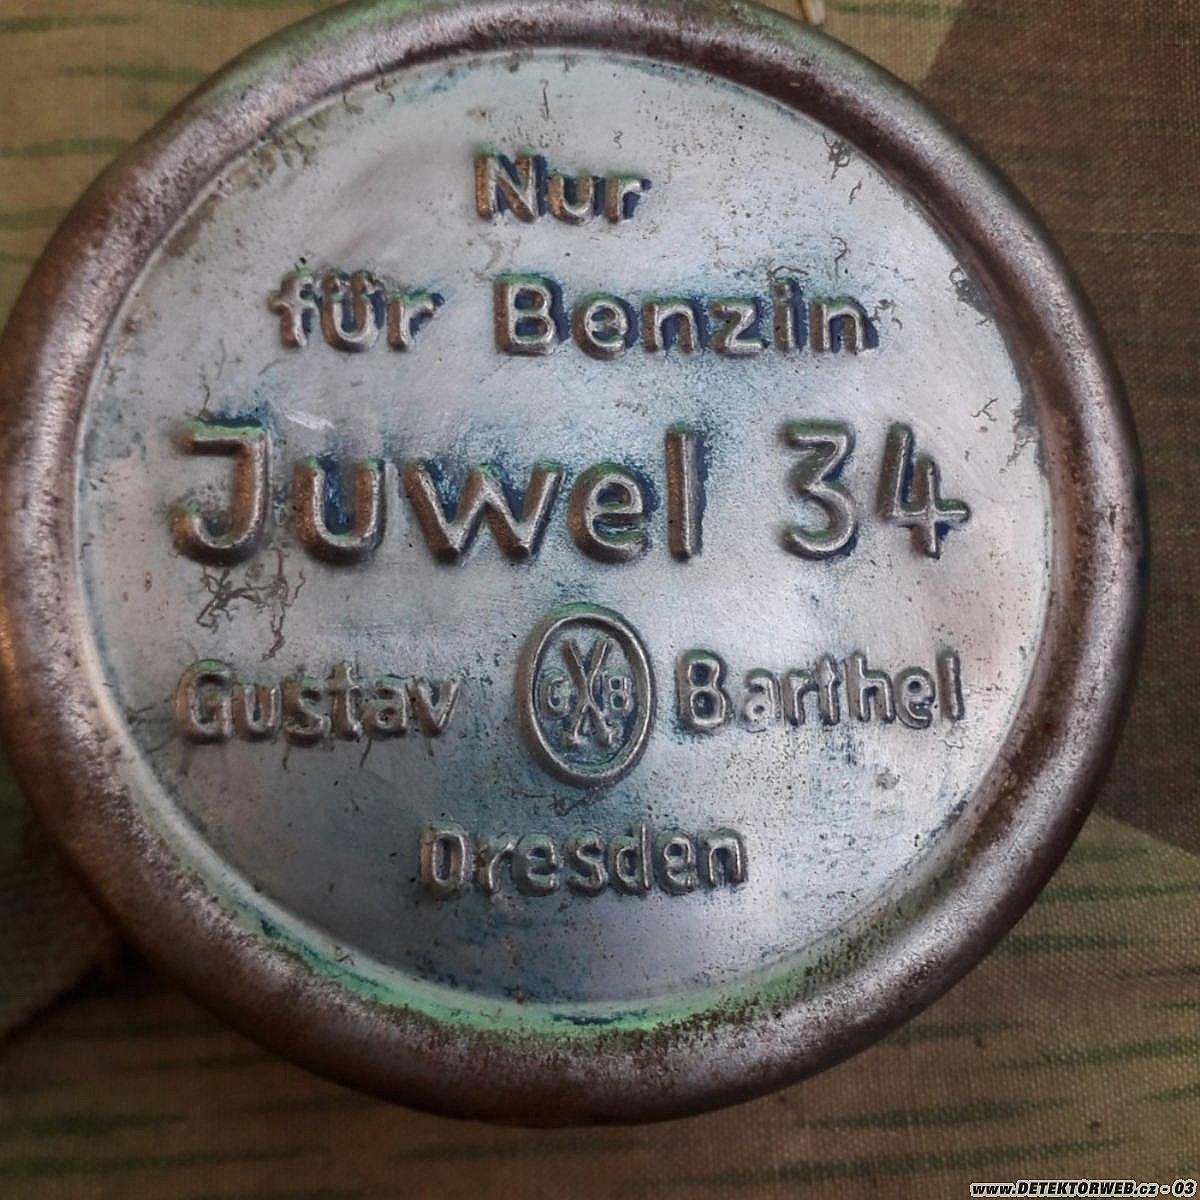 Nur
für Benzin
Juwel 34
Gustav GB Barthel
Dresden
www.DETEKTORWEB.cz - 03